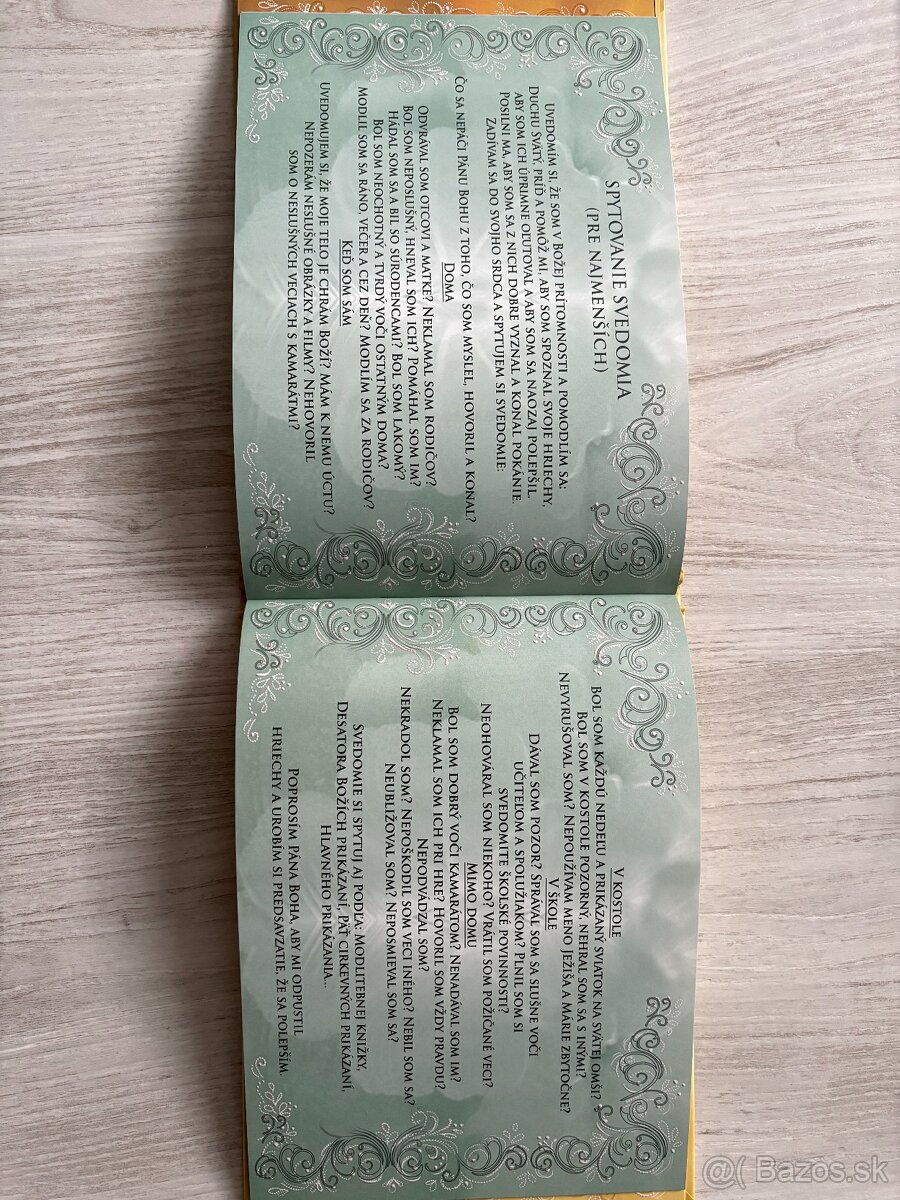 SPYTOVANIE SVEDOMIA
(PRE NAJMENŠÍCH)
UVEDOMÍM SI, ŽE SOM V BOŽEJ PRÍTOMNOSTI A POMODLÍM SA:
DUCHU SVÄTÝ, PRÍĎ A POMÔŽ MI, ABY SOM SPOZNAL SVOJE HRIECHY,
ABY SOM ICH ÚPRIMNE OĽUTOVAL A ABY SOM SA NAOZAJ POLEPŠIL.
POSILNI MA, ABY SOM SA Z NICH DOBRE VYZNAL A KONAL POKÁNIE.
ZADÍVAM SA DO SVOJHO SRDCA A SPYTUJEM SI SVEDOMIE:
ČO SA NEPÁČI PÁNU BOHU Z TOHO, ČO SOM MYSLEL, HOVORIL A KONAL?
DOMA
ODVRÁVAL SOM OTCOVI A MATKE? NEKLAMAL SOM RODIČOV?
BOL SOM NEPOSLUŠNÝ, HNEVAL SOM ICH? POMÁHAL SOM IM?
HÁDAL SOM SA A BIL SO SÚRODENCAMI? BOL SOM LAKOMÝ?
BOL SOM NEOCHOTNÝ A TVRDÝ VOČI OSTATNÝM DOMA?
MODLIL SOM SA RÁNO, VEČER A CEZ DEŇ? MODLÍM SA ZA RODIČOV?
KEĎ SOM SÁM
UVEDOMUJEM SI, ŽE MOJE TELO JE CHRÁM BOŽÍ? MÁM K NEMU ÚCTU?
NEPOZERÁM NESLUŠNÉ OBRÁZKY A FILMY? NEHOVORIL
SOM O NESLUŠNÝCH VECIACH S KAMARÁTMI?
V KOSTOLE
BOL SOM KAŽDÚ NEDEĽU A PRIKÁZANÝ SVIATOK NA SVÄTEJ OMŠI?
BOL SOM V KOSTOLE POZORNÝ, NEHRAL SOM SA S INÝMI?
NEVYRUŠOVAL SOM? NEPOUŽÍVAM MENO JEŽIŠA A MÁRIE ZBYTOČNE?
V ŠKOLE
DÁVAL SOM POZOR? SPRÁVAL SOM SA SLUŠNE VOČI
UČITEĽOM A SPOLUŽIAKOM? PLNIL SOM SI
SVEDOMITE ŠKOLSKÉ POVINNOSTI?
NEOHOVÁRAL SOM NIEKOHO? VRÁTIL SOM POŽIČANÉ VECI?
MIMO DOMU
BOL SOM DOBRÝ VOČI KAMARÁTOM? NENADÁVAL SOM IM?
NEKLAMAL SOM ICH PRI HRE? HOVORIL SOM VŽDY PRAVDU?
NEPODVÁDZAL SOM?
NEKRADOL SOM? NEPOŠKODIL SOM VECI INÉHO? NEBIL SOM SA?
NEUBLIŽOVAL SOM? NEPOSMIEVAL SOM SA?
SVEDOMIE SI SPYTUJ AJ PODĽA: MODLITEBNEJ KNIŽKY,
DESATORA BOŽÍCH PRIKÁZANÍ, PÄŤ CIRKEVNÝCH PRIKÁZANÍ,
HLAVNÉHO PRIKÁZANIA...
POPROSÍM PÁNA BOHA, ABY MI ODPUSTIL
HRIECHY A UROBÍM SI PREDSAVZATIE, ŽE SA POLEPŠÍM.
@( Bazos.sk